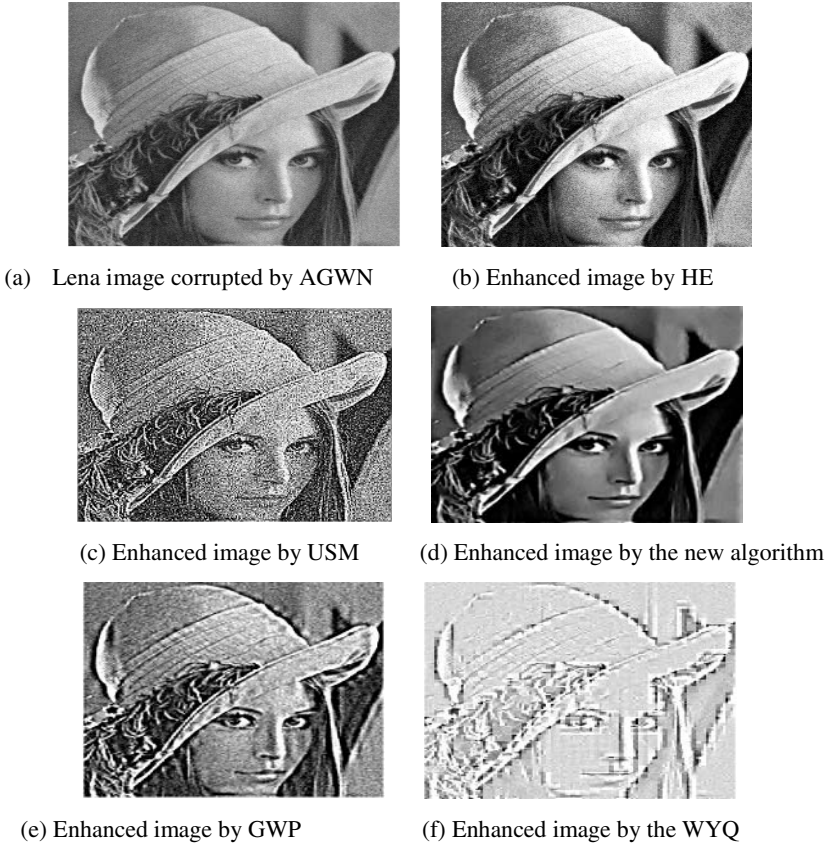 (a) Lena image corrupted by AGWN
(b) Enhanced image by HE
(c) Enhanced image by USM
(d) Enhanced image by the new algorithm
(e) Enhanced image by GWP
(f) Enhanced image by the WYQ